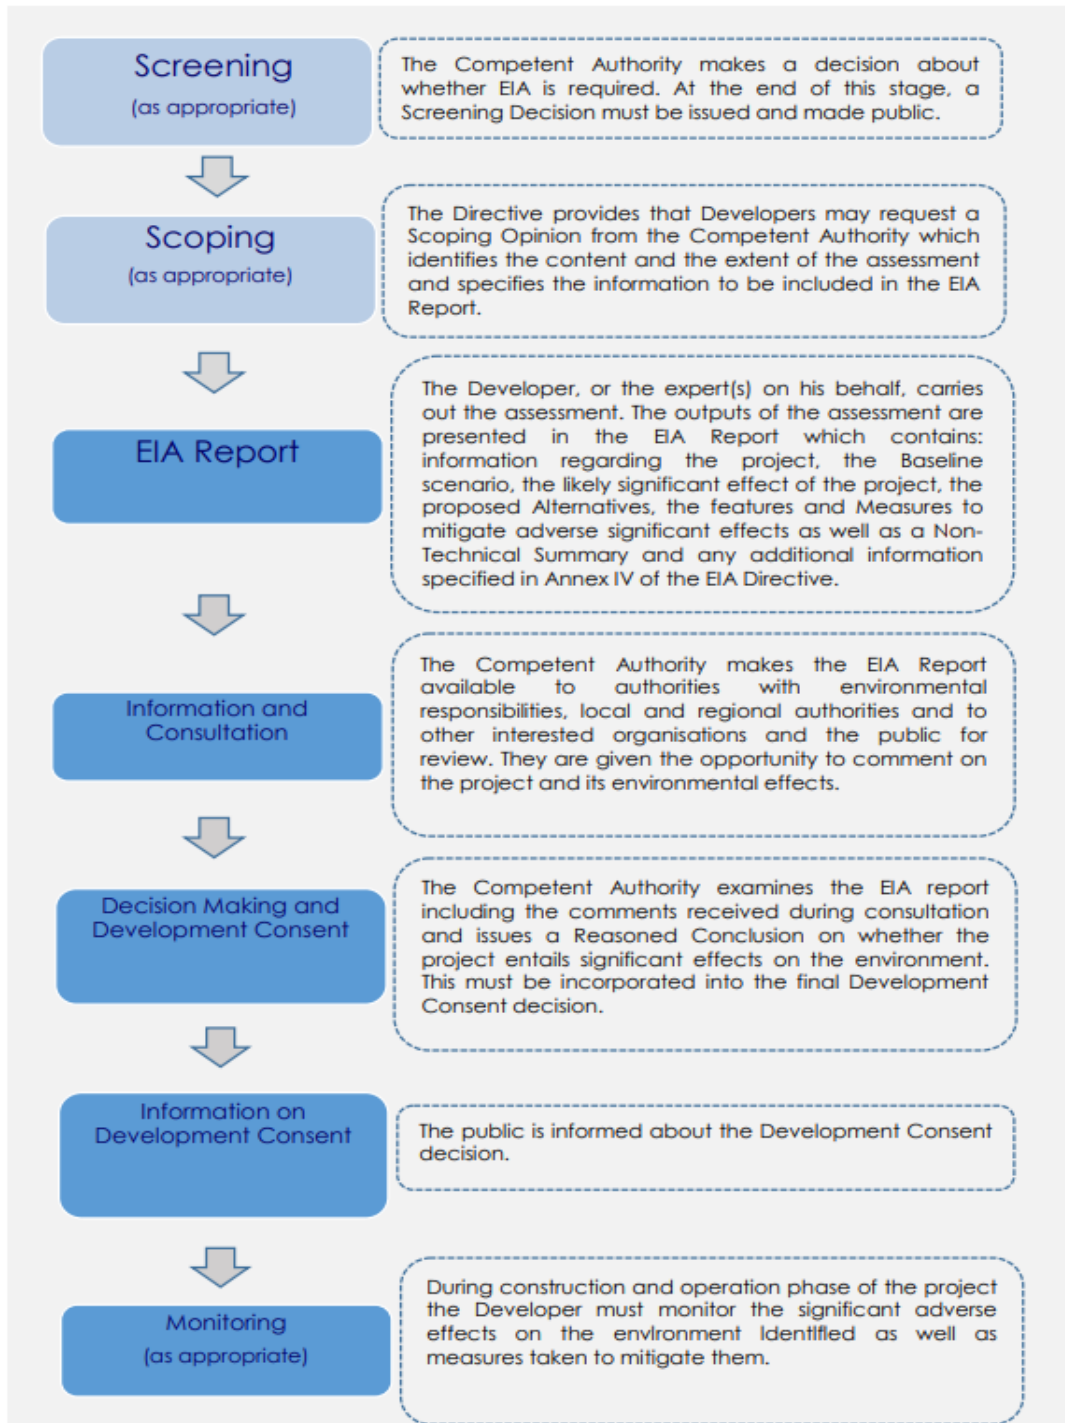 Screening
(as appropriate)
The Competent Authority makes a decision about
whether EIA is required. At the end of this stage, a
Screening Decision must be issued and made public.
Scoping
(as appropriate)
The Directive provides that Developers may request a
Scoping Opinion from the Competent Authority which
identifies the content and the extent of the assessment
and specifies the information to be included in the EIA
Report.
EIA Report
The Developer, or the expert(s) on his behalf, carries
out the assessment. The outputs of the assessment are
presented in the EIA Report which contains:
information regarding the project, the Baseline
scenario, the likely significant effect of the project, the
proposed Alternatives, the features and Measures to
mitigate adverse significant effects as well as a Non-
Technical Summary and any additional information
specified in Annex IV of the EIA Directive.
Information and
Consultation
The Competent Authority makes the EIA Report
available to authorities with environmental
responsibilities, local and regional authorities and to
other interested organisations and the public for
review. They are given the opportunity to comment on
the project and its environmental effects.
Decision Making and
Development Consent
The Competent Authority examines the EIA report
including the comments received during consultation
and issues a Reasoned Conclusion on whether the
project entails significant effects on the environment.
This must be incorporated into the final Development
Consent decision.
Information on
Development Consent
The public is informed about the Development Consent
decision.
Monitoring
(as appropriate)
During construction and operation phase of the project
the Developer must monitor the significant adverse
effects on the environment identified as well as
measures taken to mitigate them.